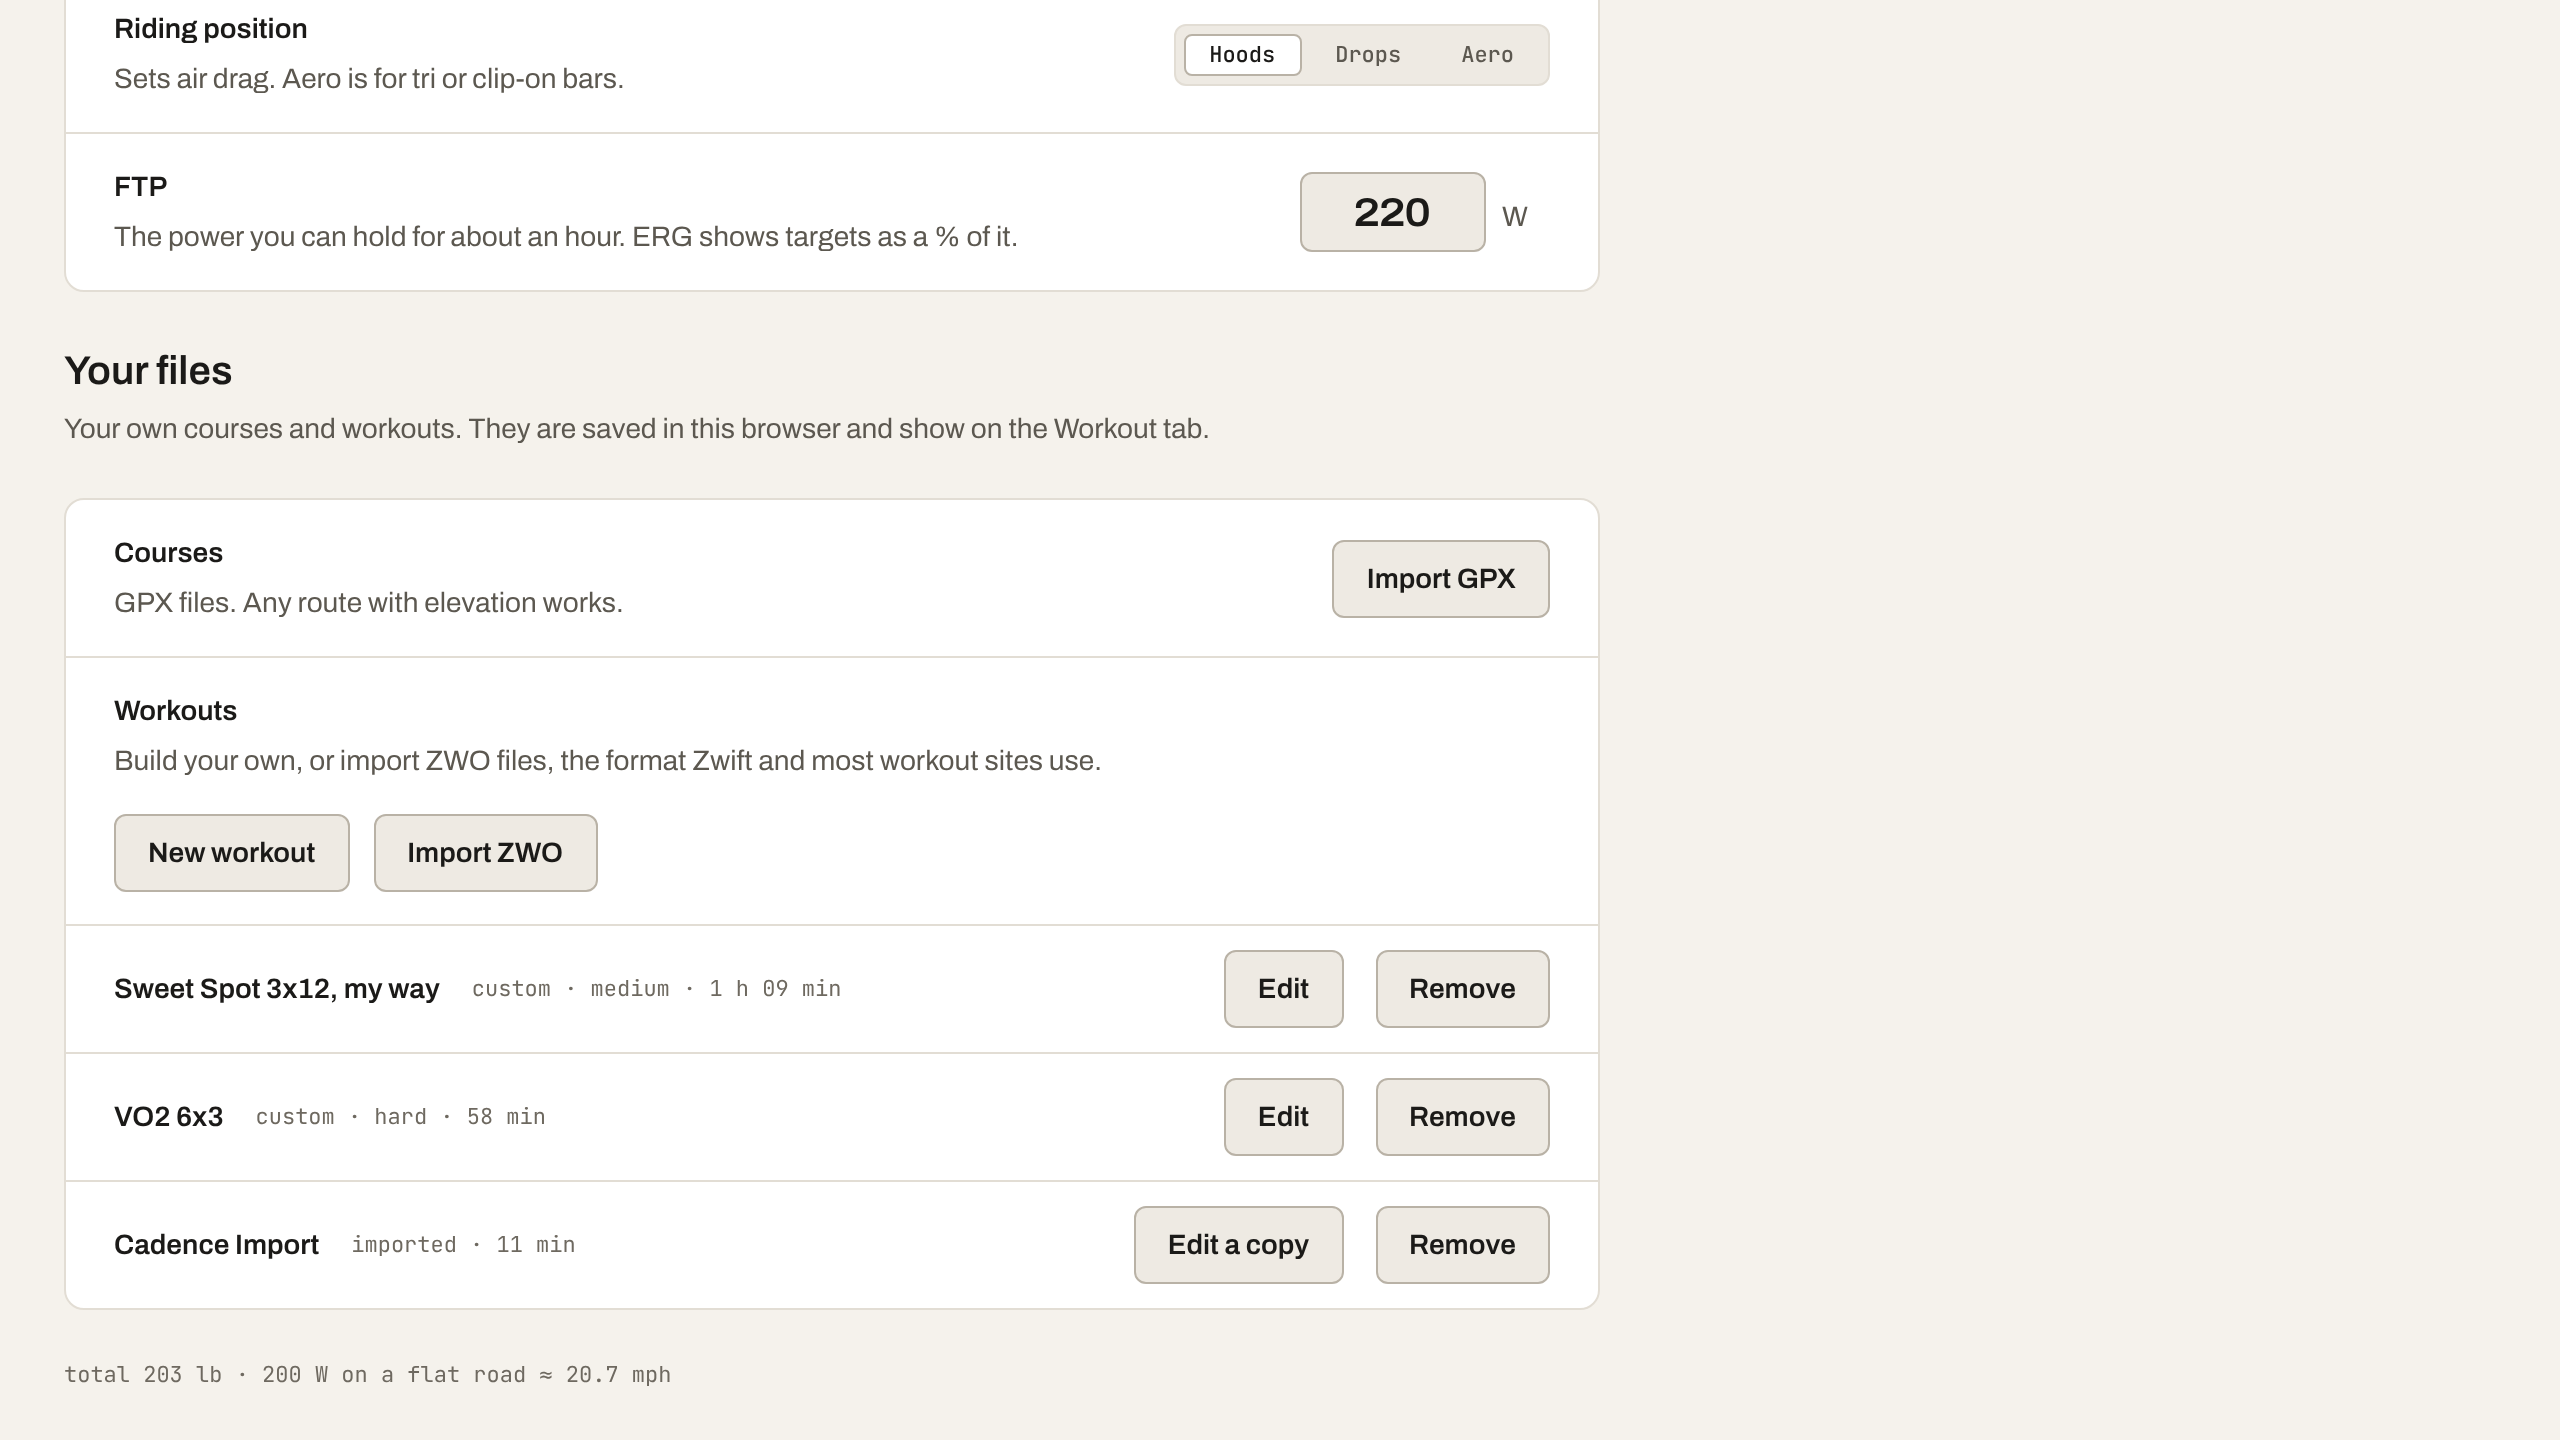 Riding position
Sets air drag. Aero is for tri or clip-on bars.
Hoods Drops Aero
FTP
The power you can hold for about an hour. ERG shows targets as a % of it.
220 W
Your files
Your own courses and workouts. They are saved in this browser and show on the Workout tab.
Courses
GPX files. Any route with elevation works.
Import GPX
Workouts
Build your own, or import ZWO files, the format Zwift and most workout sites use.
New workout Import ZWO
Sweet Spot 3x12, my way custom · medium · 1 h 09 min Edit Remove
VO2 6x3 custom · hard · 58 min Edit Remove
Cadence Import imported · 11 min Edit a copy Remove
total 203 lb · 200 W on a flat road ≈ 20.7 mph